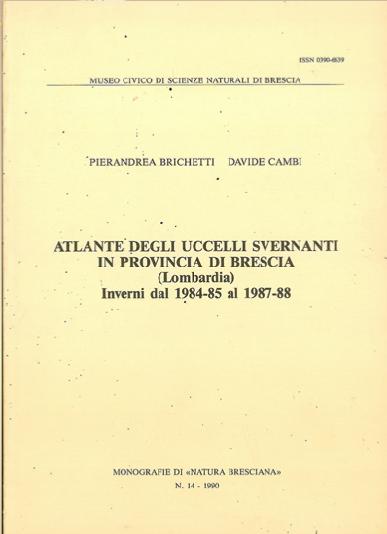 ISSN 0390-6639
MUSEO CIVICO DI SCIENZE NATURALI DI BRESCIA
PIERANDREA BRICHETTI DAVIDE CAMBI
ATLANTE DEGLI UCCELLI SVERNANTI
IN PROVINCIA DI BRESCIA
(Lombardia)
Inverni dal 1984-85 al 1987-88
MONOGRAFIE DI «NATURA BRESCIANA»
N. 14 - 1990